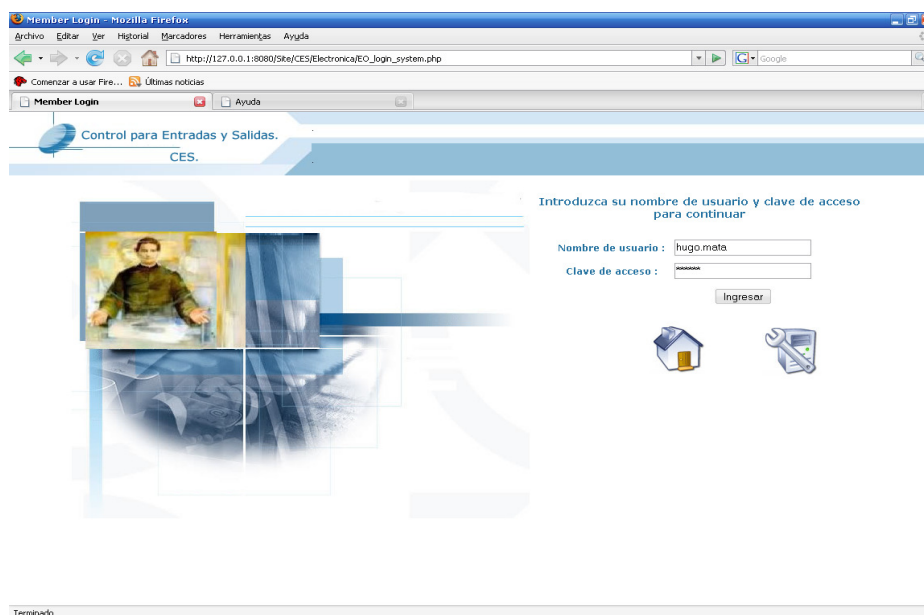 Member Login - Mozilla Firefox
Archivo Editar Ver Historial Marcadores Herramientas Ayuda
http://127.0.0.1:8080/Site/CES/Electronica/EO_login_system.php
Google
Comenzar a usar Fire... Últimas noticias
Member Login Ayuda
Control para Entradas y Salidas.
CES.
Introduzca su nombre de usuario y clave de acceso
para continuar
Nombre de usuario : hugo.mata
Clave de acceso : ******
Ingresar
Terminado